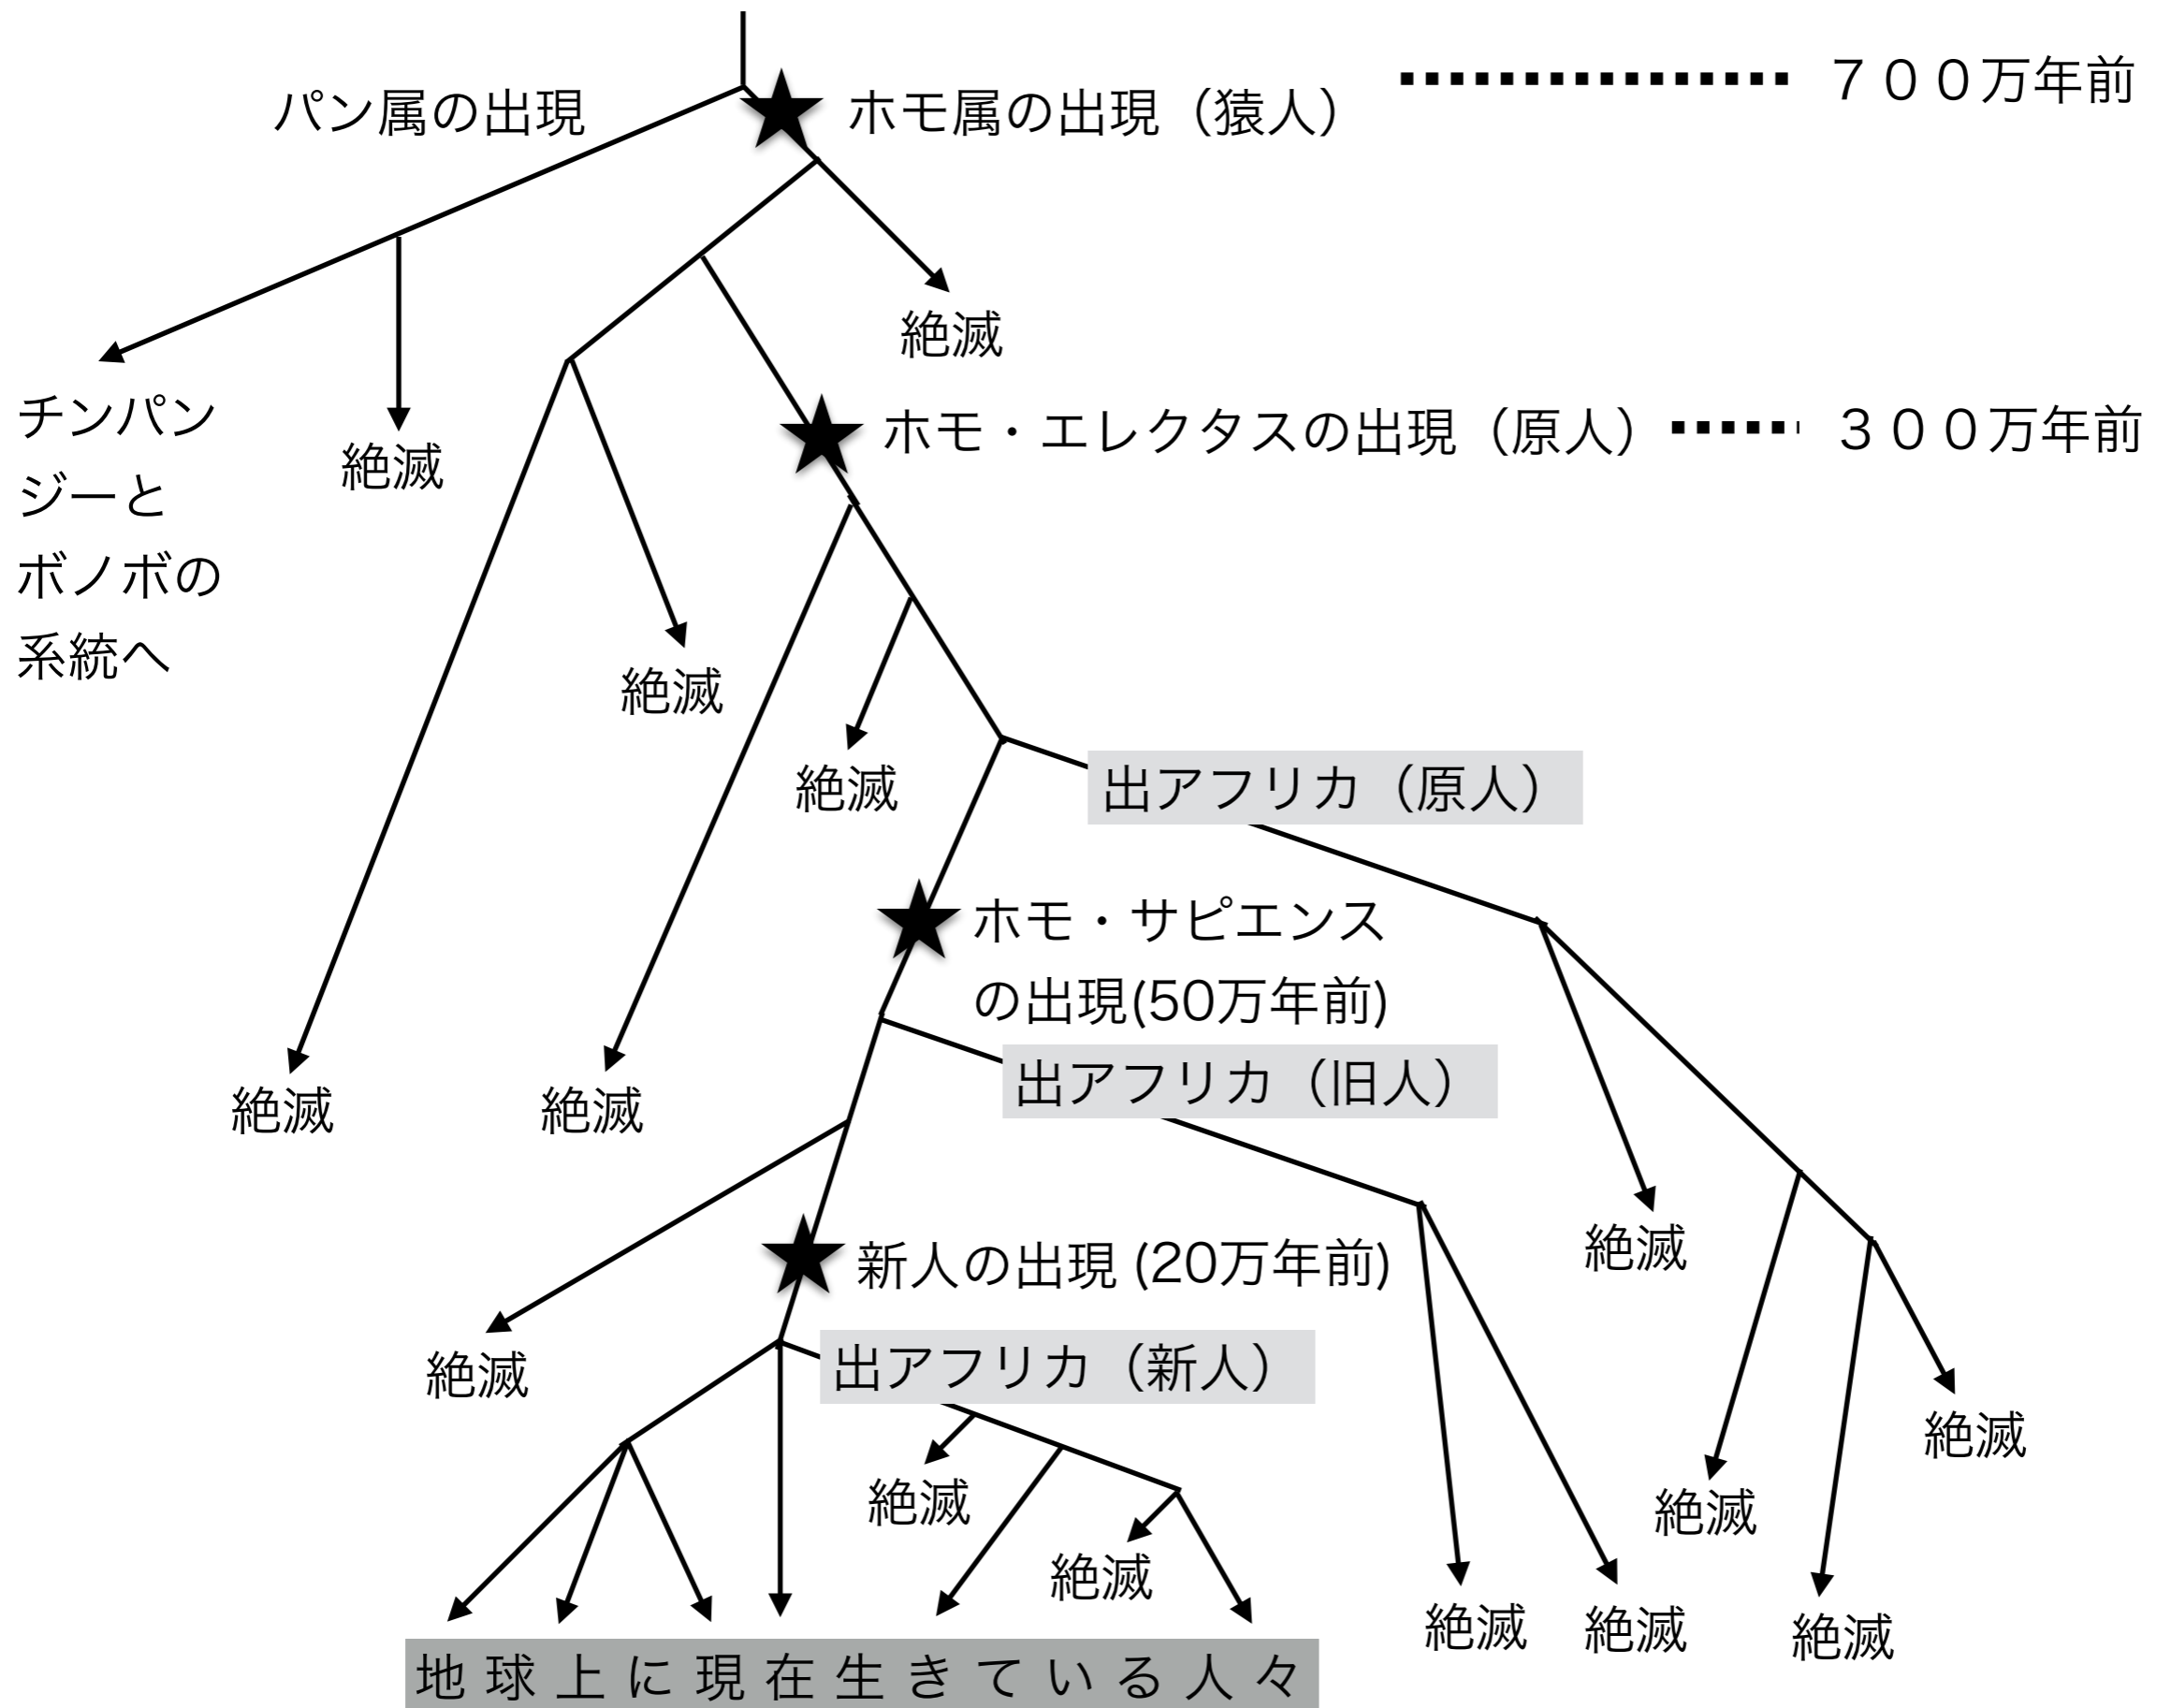 パン属の出現
ホモ属の出現（猿人）
７００万年前
絶滅
チンパン
ジーと
ボノボの
系統へ
絶滅
ホモ・エレクタスの出現（原人）
３００万年前
絶滅
絶滅
出アフリカ（原人）
ホモ・サピエンス
の出現(50万年前)
出アフリカ（旧人）
絶滅
絶滅
絶滅
新人の出現 (20万年前)
絶滅
出アフリカ（新人）
絶滅
絶滅
絶滅
絶滅
絶滅
絶滅
絶滅
地球上に現在生きている人々